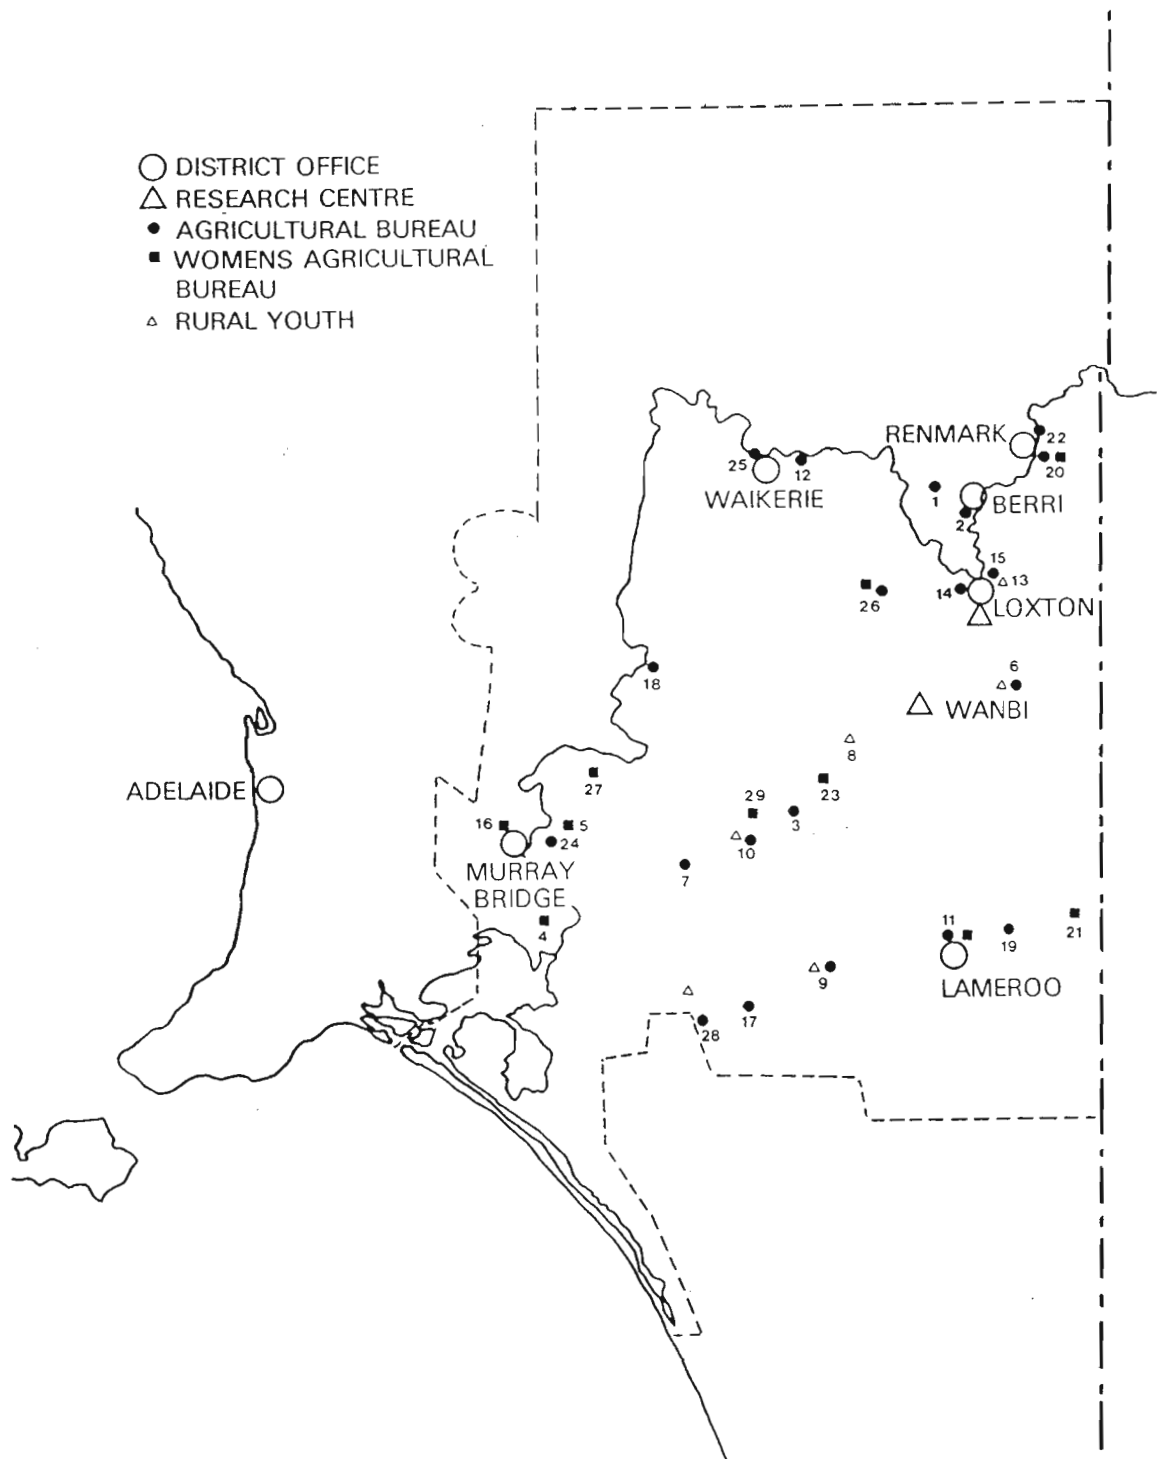 DISTRICT OFFICE
RESEARCH CENTRE
AGRICULTURAL BUREAU
WOMENS AGRICULTURAL
BUREAU
RURAL YOUTH
RENMARK
22
25
12
20
WAIKERIE
1
BERRI
2
15
13
26
14
LOXTON
6
18
WANBI
8
27
23
ADELAIDE
29
16
5
3
24
10
MURRAY
7
BRIDGE
4
11
21
19
9
LAMEROO
17
28